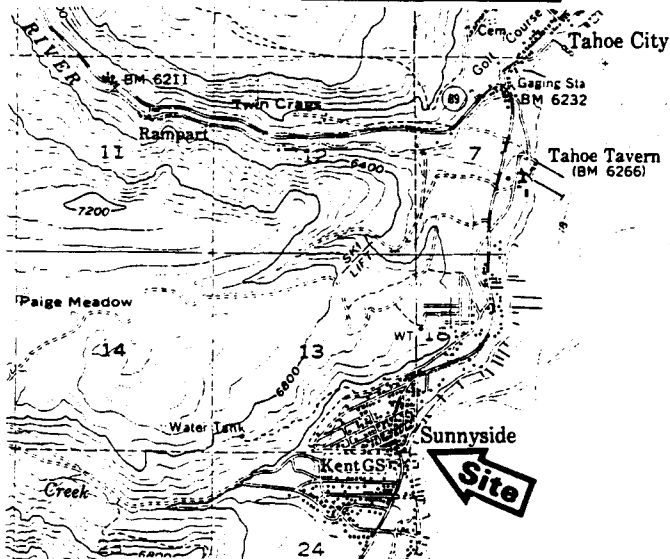 RIVER
Cem
Golf Course
Tahoe City
BM 6211
89
Gaging Sta
BM 6232
Twin Crags
Rampart
11
12
7
6400
Tahoe Tavern
(BM 6266)
7200
SKI LIFT
Paige Meadow
14
13
WT
6800
Water Tank
Sunnyside
Kent GS
Site
Creek
24
6800